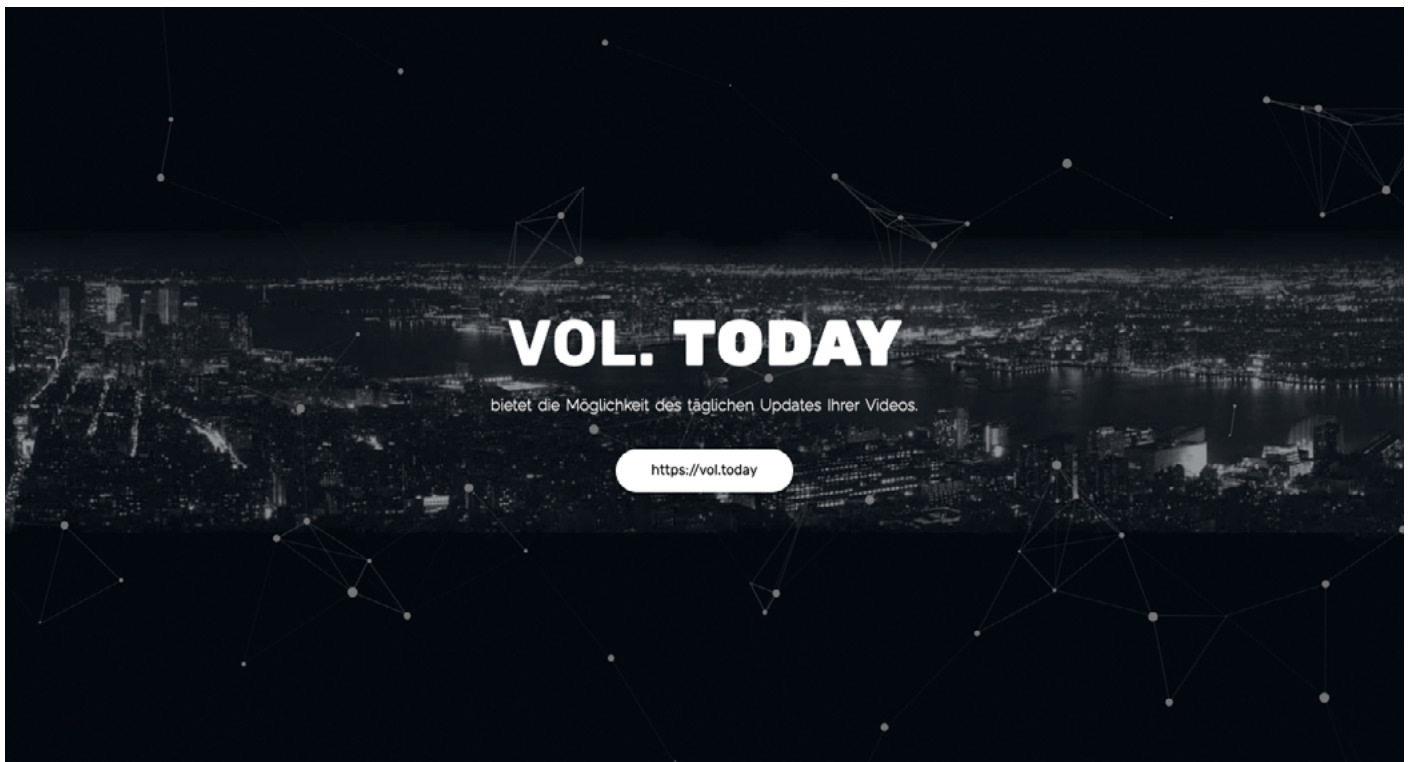 VOL. TODAY
bietet die Möglichkeit des täglichen Updates Ihrer Videos.
https://vol.today